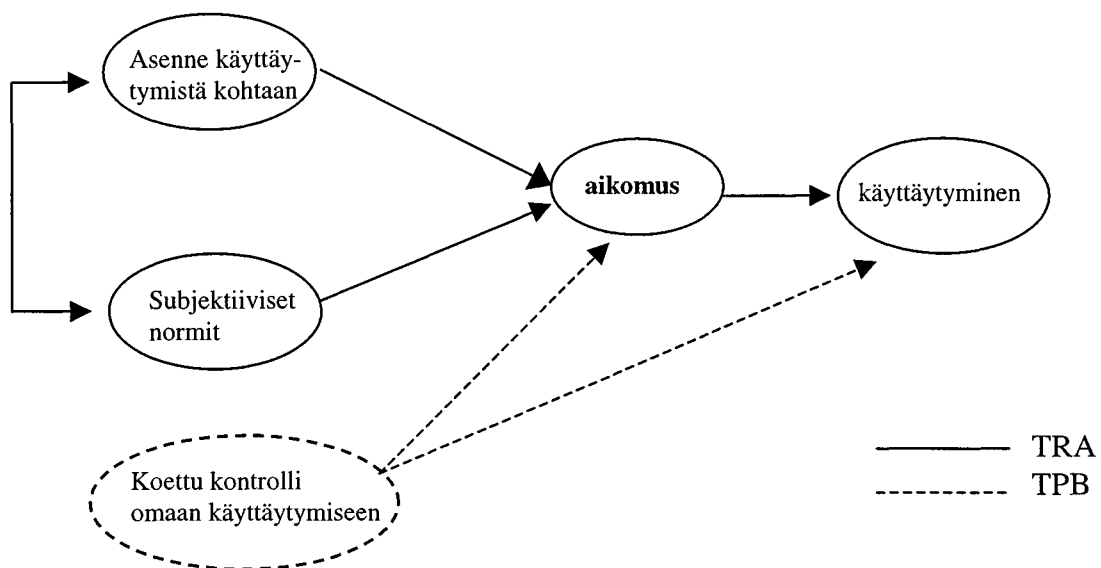 Asenne käyttäy-
tymistä kohtaan
aikomus
käyttäytyminen
Subjektiiviset
normit
Koettu kontrolli
omaan käyttäytymiseen
TRA
TPB